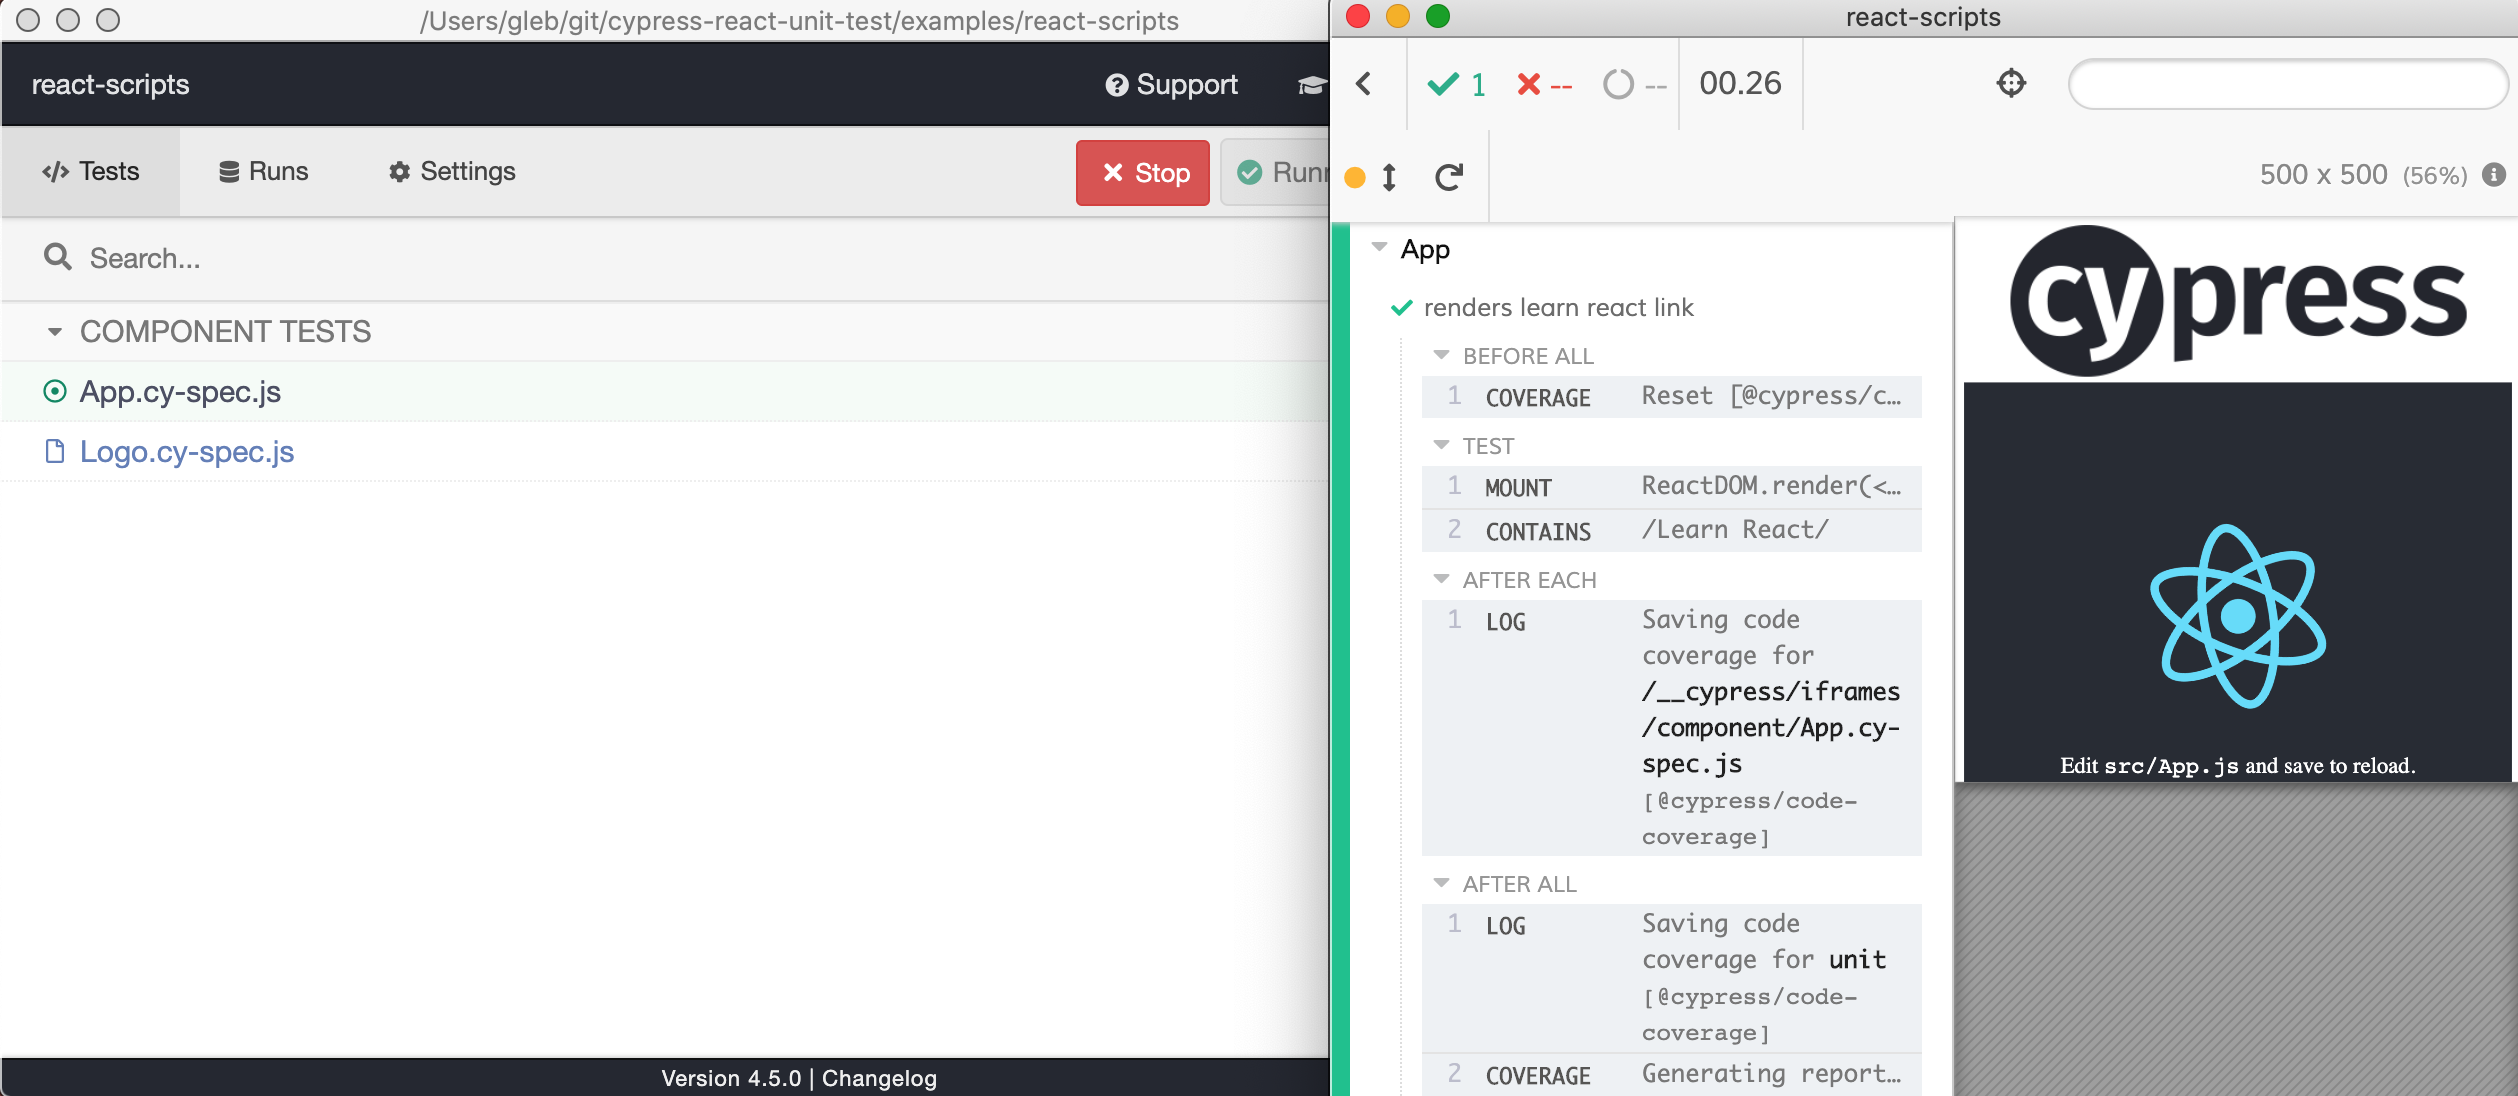 /Users/gleb/git/cypress-react-unit-test/examples/react-scripts
react-scripts
Support
Tests
Runs
Settings
Stop
Search...
COMPONENT TESTS
App.cy-spec.js
Logo.cy-spec.js
Version 4.5.0 | Changelog
react-scripts
1
--
--
00.26
500 x 500 (56%)
App
renders learn react link
BEFORE ALL
1 COVERAGE Reset [@cypress/c…
TEST
1 MOUNT ReactDOM.render(<…
2 CONTAINS /Learn React/
AFTER EACH
1 LOG Saving code
coverage for
/__cypress/iframes
/component/App.cy-
spec.js
[@cypress/code-
coverage]
AFTER ALL
1 LOG Saving code
coverage for unit
[@cypress/code-
coverage]
2 COVERAGE Generating report…
cypress
Edit src/App.js and save to reload.